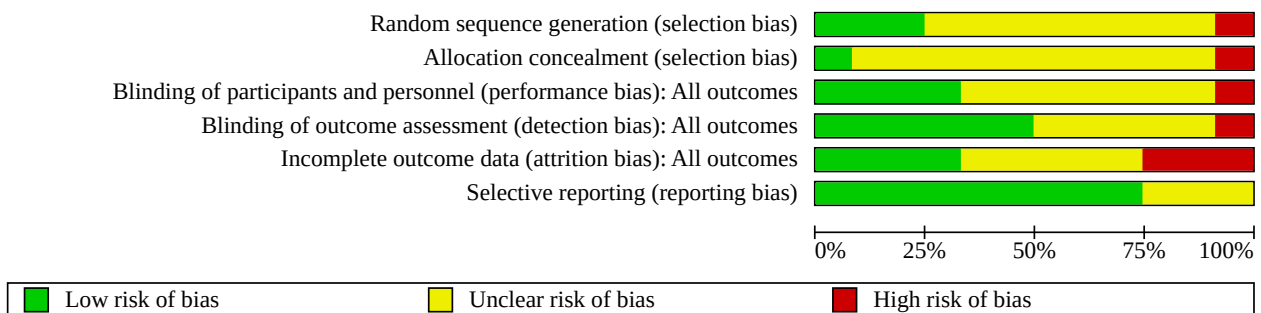 Random sequence generation (selection bias)
Allocation concealment (selection bias)
Blinding of participants and personnel (performance bias): All outcomes
Blinding of outcome assessment (detection bias): All outcomes
Incomplete outcome data (attrition bias): All outcomes
Selective reporting (reporting bias)
0% 25% 50% 75% 100%
Low risk of bias Unclear risk of bias High risk of bias